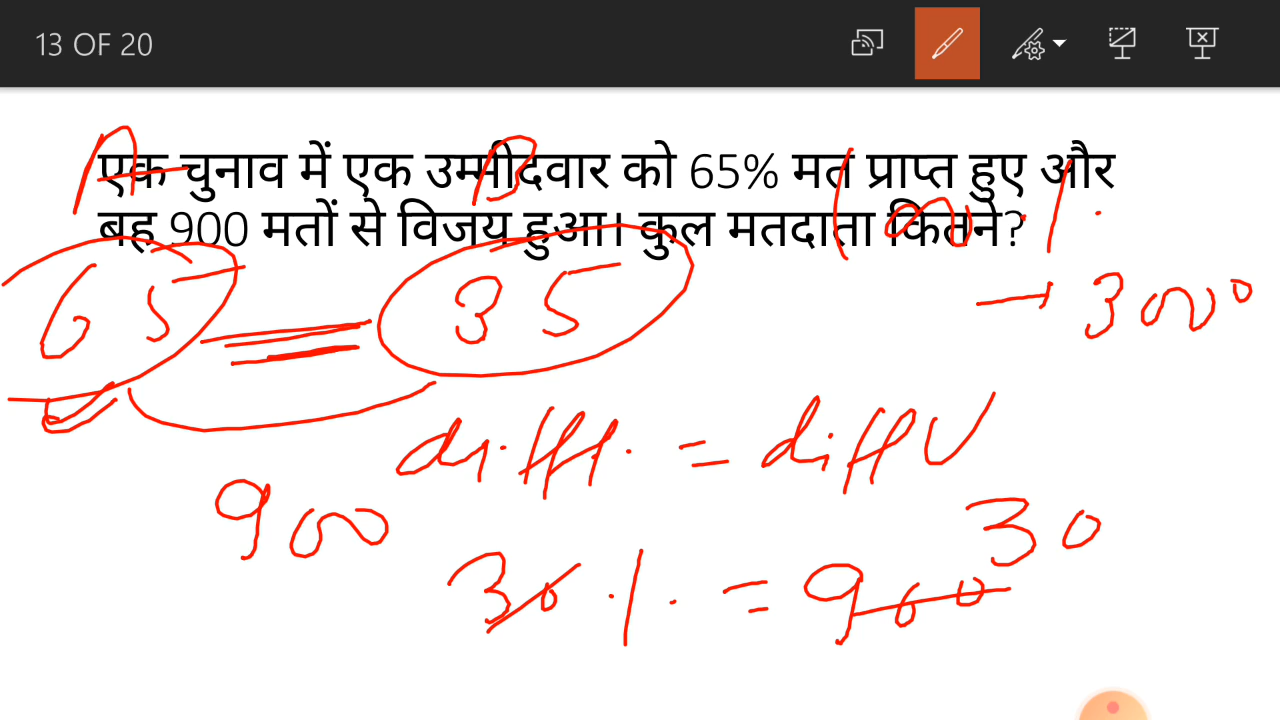 13 OF 20
एक चुनाव में एक उम्मीदवार को 65% मत प्राप्त हुए और
बह 900 मतों से विजय हुआ। कुल मतदाता कितने?
A B 100 %
65 35 → 3000
diff % = diff V
900 30
30 % = 900